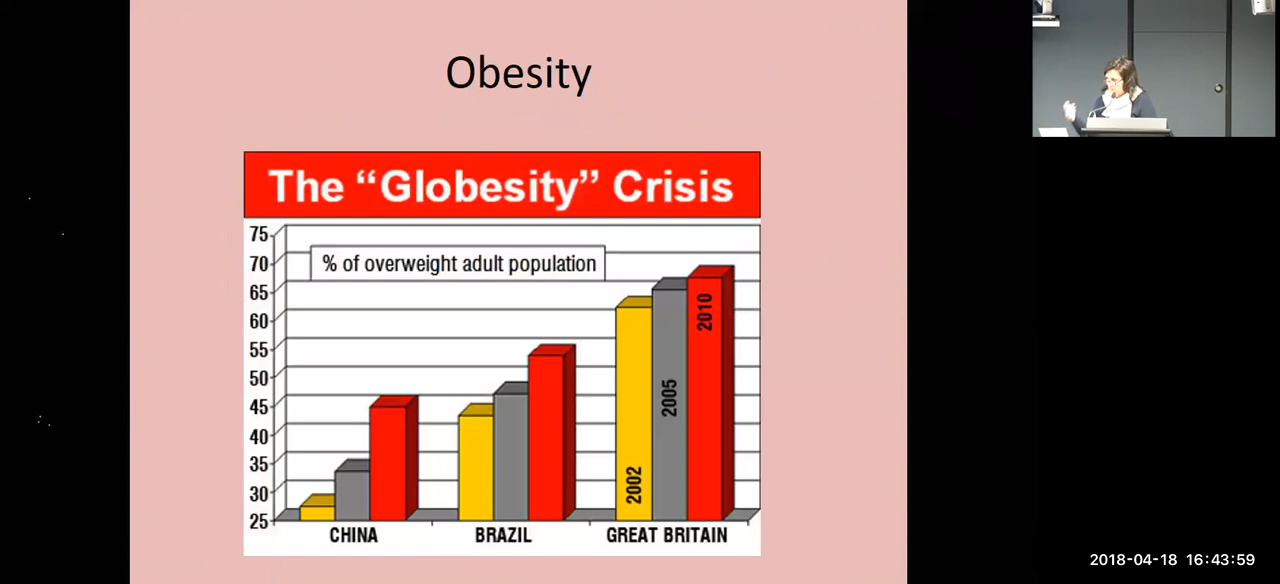 Obesity
The “Globesity” Crisis
% of overweight adult population
75
70
65
60
55
50
45
40
35
30
25
2002
2005
2010
CHINA
BRAZIL
GREAT BRITAIN
2018-04-18 16:43:59